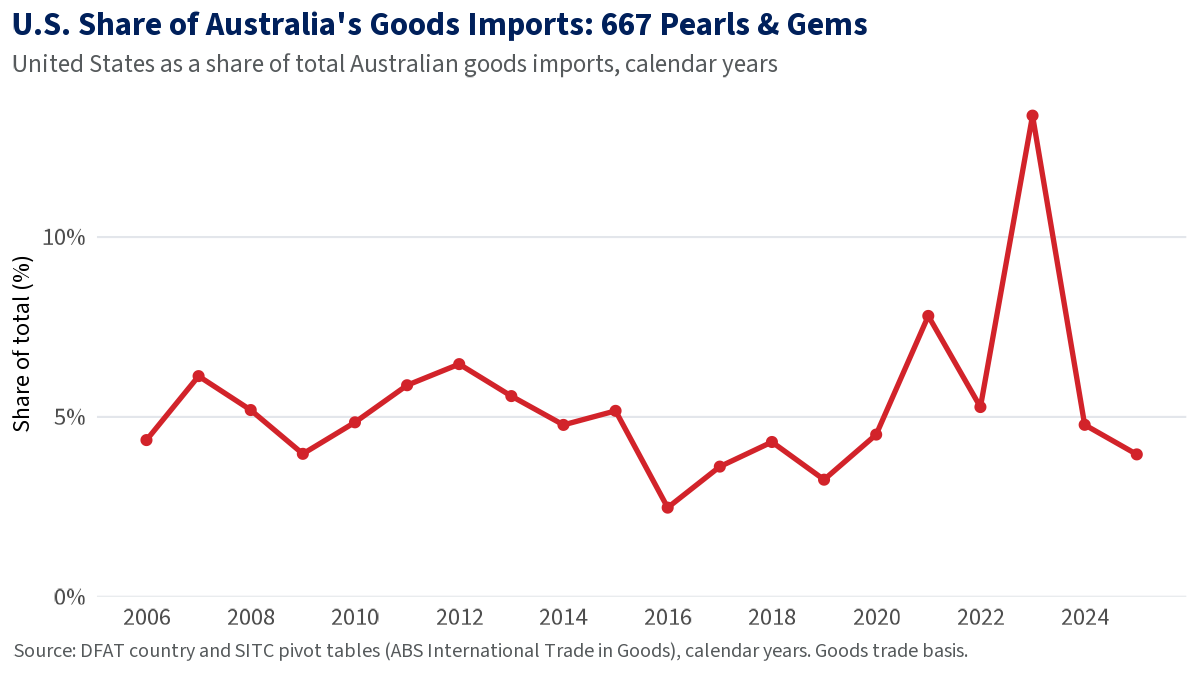 U.S. Share of Australia's Goods Imports: 667 Pearls & Gems
United States as a share of total Australian goods imports, calendar years
Share of total (%)
10%
5%
0%
2006 2008 2010 2012 2014 2016 2018 2020 2022 2024
Source: DFAT country and SITC pivot tables (ABS International Trade in Goods), calendar years. Goods trade basis.